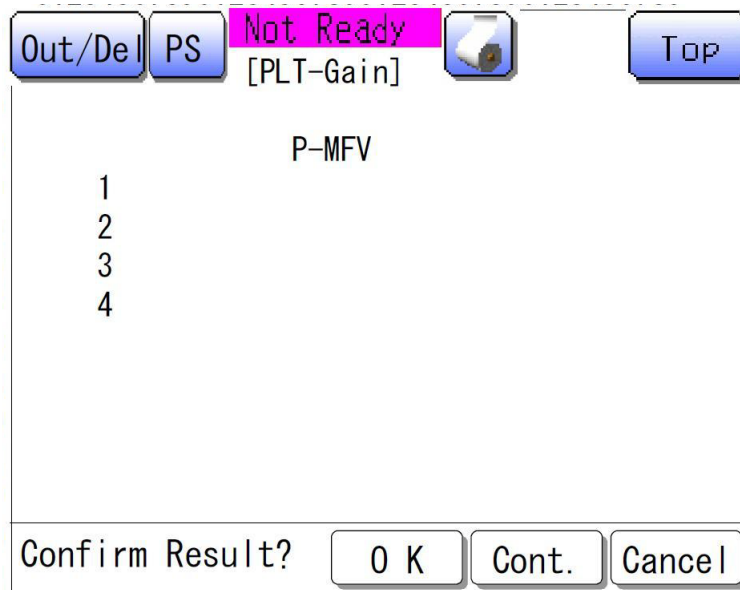 Out/Del PS Not Ready Top
[PLT-Gain]
P-MFV
1
2
3
4
Confirm Result? O K Cont. Cancel